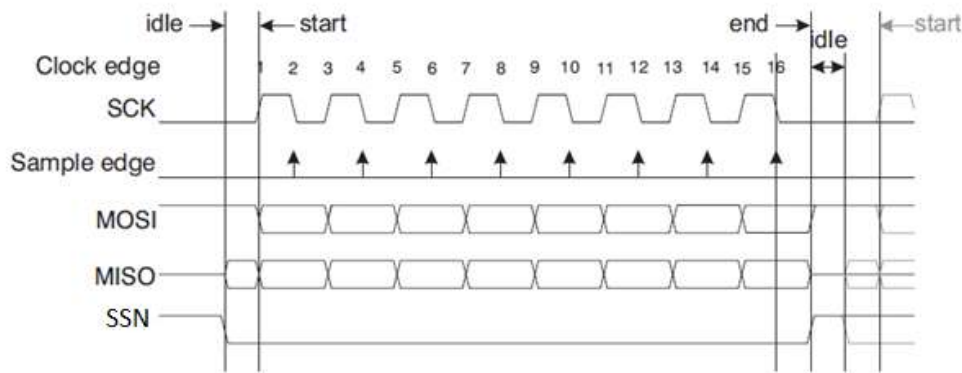 idle start end start
idle
Clock edge 1 2 3 4 5 6 7 8 9 10 11 12 13 14 15 16
SCK
Sample edge
MOSI
MISO
SSN